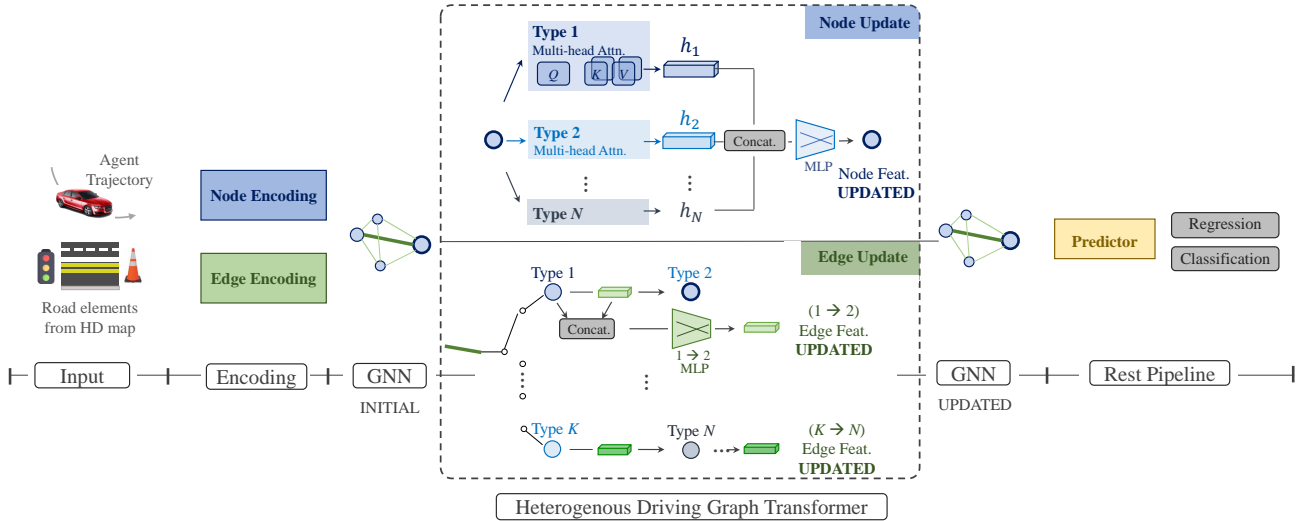 Agent
Trajectory
Road elements
from HD map
Input
Node Encoding
Edge Encoding
Encoding
GNN
INITIAL
Node Update
Type 1
Multi-head Attn.
Q
K
V
h1
Type 2
Multi-head Attn.
h2
Type N
hN
Concat.
MLP
Node Feat.
UPDATED
Edge Update
Type 1
Type 2
Concat.
1 → 2
MLP
(1 → 2)
Edge Feat.
UPDATED
Type K
Type N
(K → N)
Edge Feat.
UPDATED
Heterogenous Driving Graph Transformer
GNN
UPDATED
Predictor
Regression
Classification
Rest Pipeline